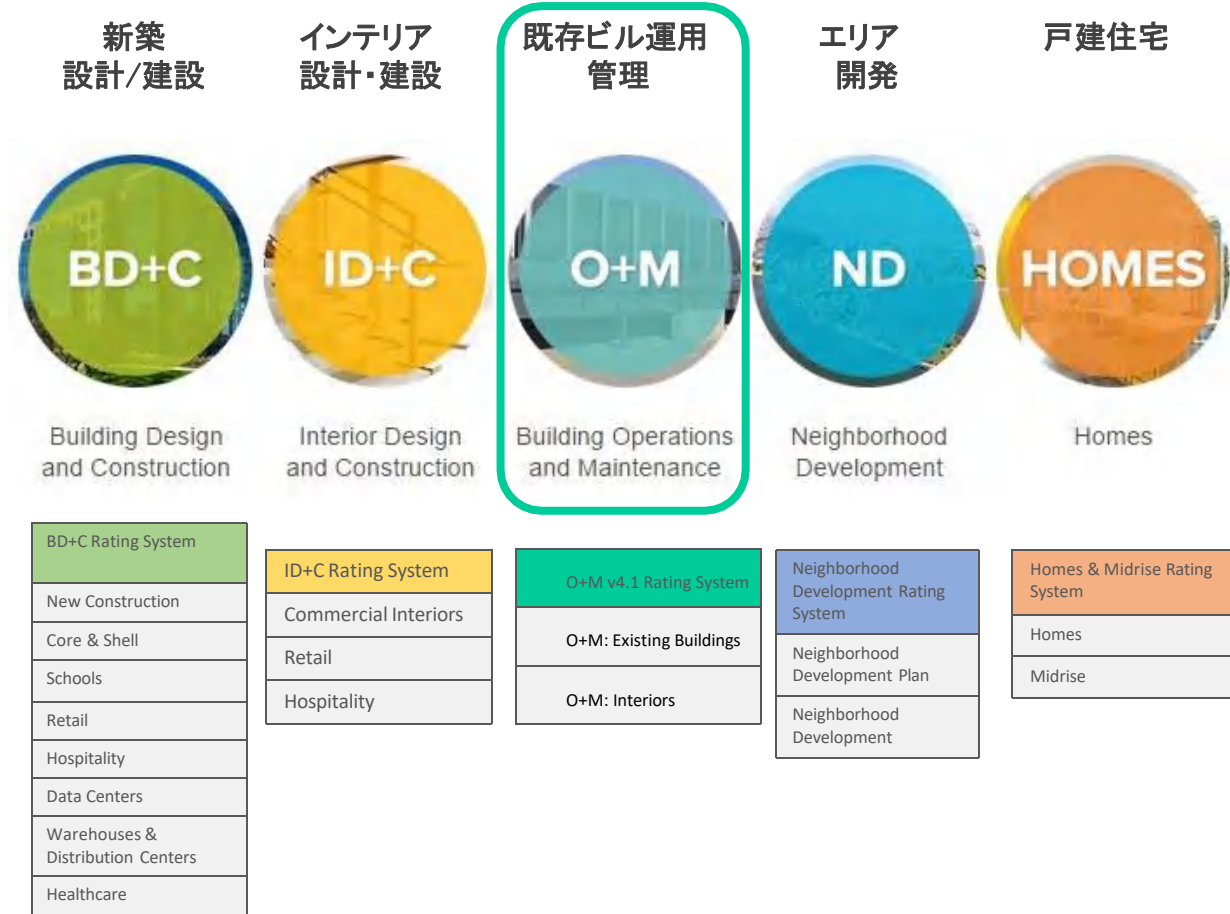 新築
設計/建設
インテリア
設計・建設
既存ビル運用
管理
エリア
開発
戸建住宅
BD+C
ID+C
O+M
ND
HOMES
Building Design
and Construction
Interior Design
and Construction
Building Operations
and Maintenance
Neighborhood
Development
Homes
BD+C Rating System
New Construction
Core & Shell
Schools
Retail
Hospitality
Data Centers
Warehouses &
Distribution Centers
Healthcare
ID+C Rating System
Commercial Interiors
Retail
Hospitality
O+M v4.1 Rating System
O+M: Existing Buildings
O+M: Interiors
Neighborhood
Development Rating
System
Neighborhood
Development Plan
Neighborhood
Development
Homes & Midrise Rating
System
Homes
Midrise